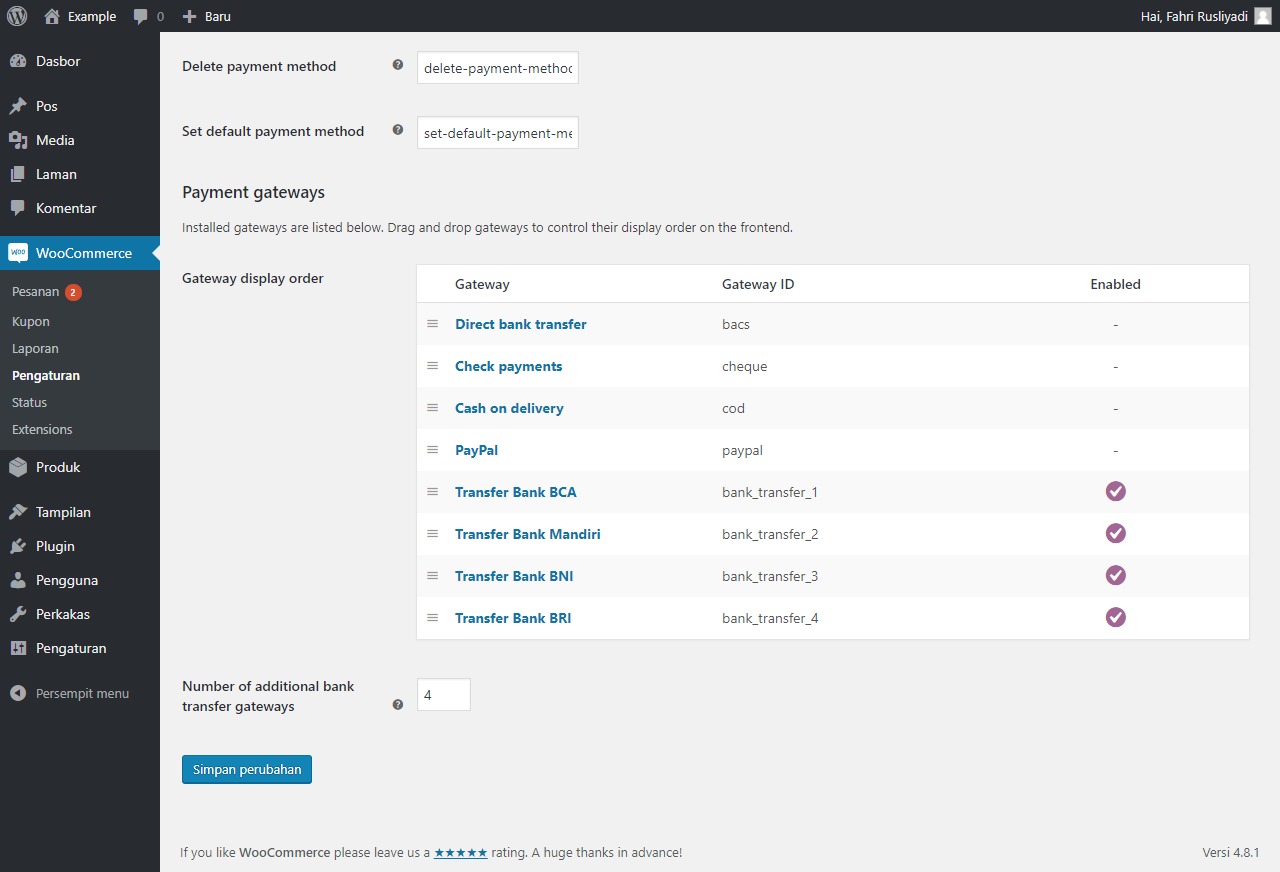 Example
0
Baru
Hai, Fahri Rusliyadi
Dasbor
Pos
Media
Laman
Komentar
WooCommerce
Pesanan 2
Kupon
Laporan
Pengaturan
Status
Extensions
Produk
Tampilan
Plugin
Pengguna
Perkakas
Pengaturan
Persempit menu
Delete payment method
delete-payment-method
Set default payment method
set-default-payment-me
Payment gateways
Installed gateways are listed below. Drag and drop gateways to control their display order on the frontend.
Gateway display order
Gateway Gateway ID Enabled
Direct bank transfer bacs -
Check payments cheque -
Cash on delivery cod -
PayPal paypal -
Transfer Bank BCA bank_transfer_1
Transfer Bank Mandiri bank_transfer_2
Transfer Bank BNI bank_transfer_3
Transfer Bank BRI bank_transfer_4
Number of additional bank
transfer gateways
4
Simpan perubahan
If you like WooCommerce please leave us a ★★★★★ rating. A huge thanks in advance!
Versi 4.8.1